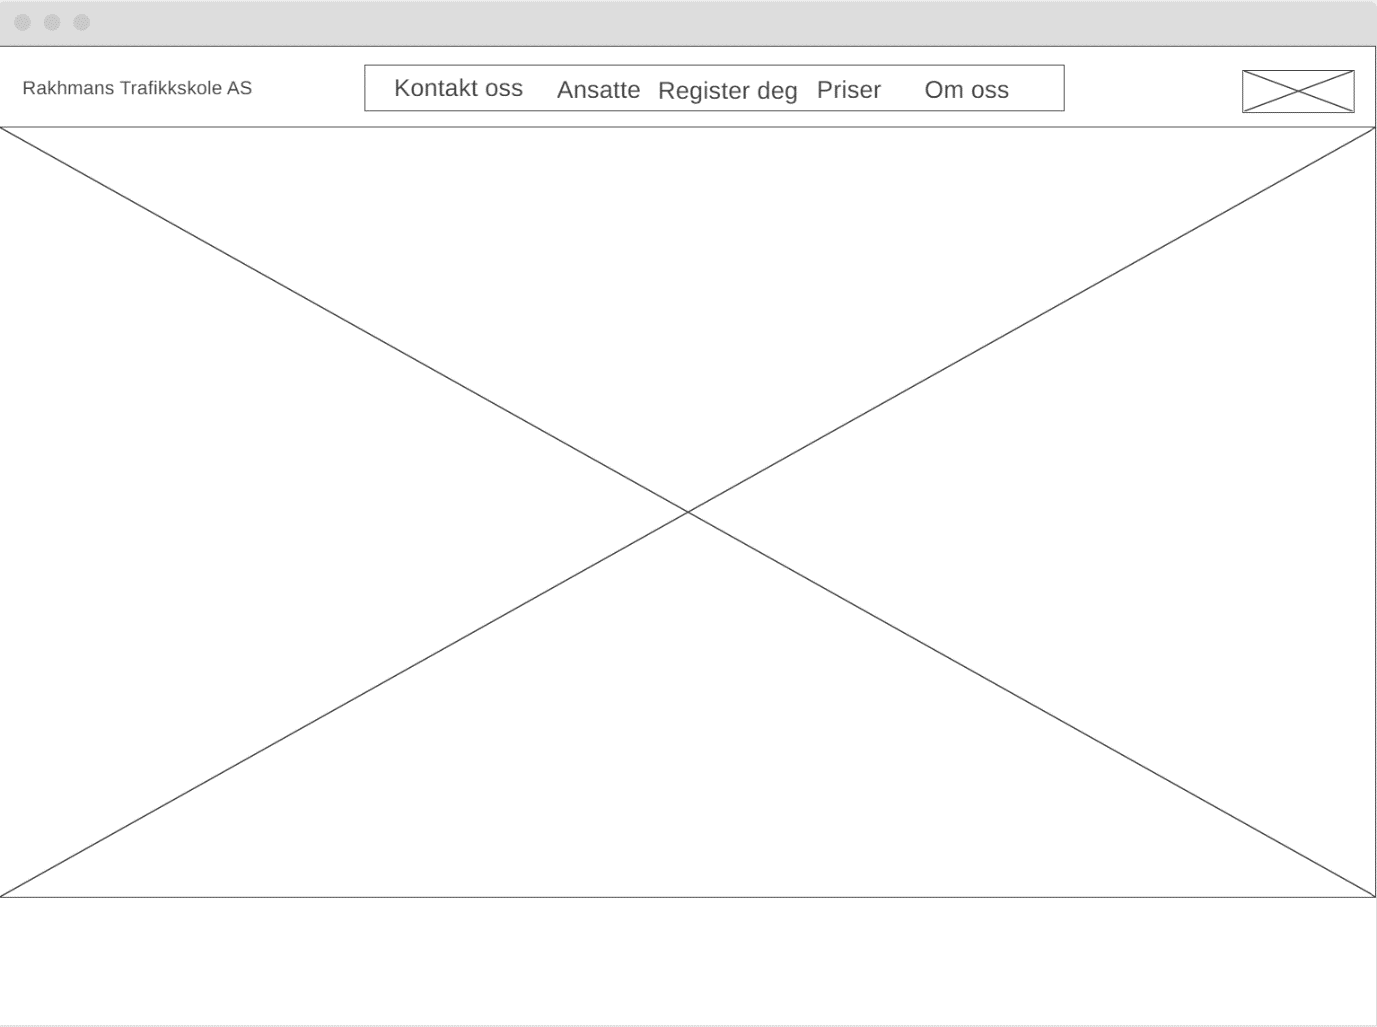 Rakhmans Trafikkskole AS
Kontakt oss Ansatte Register deg Priser Om oss